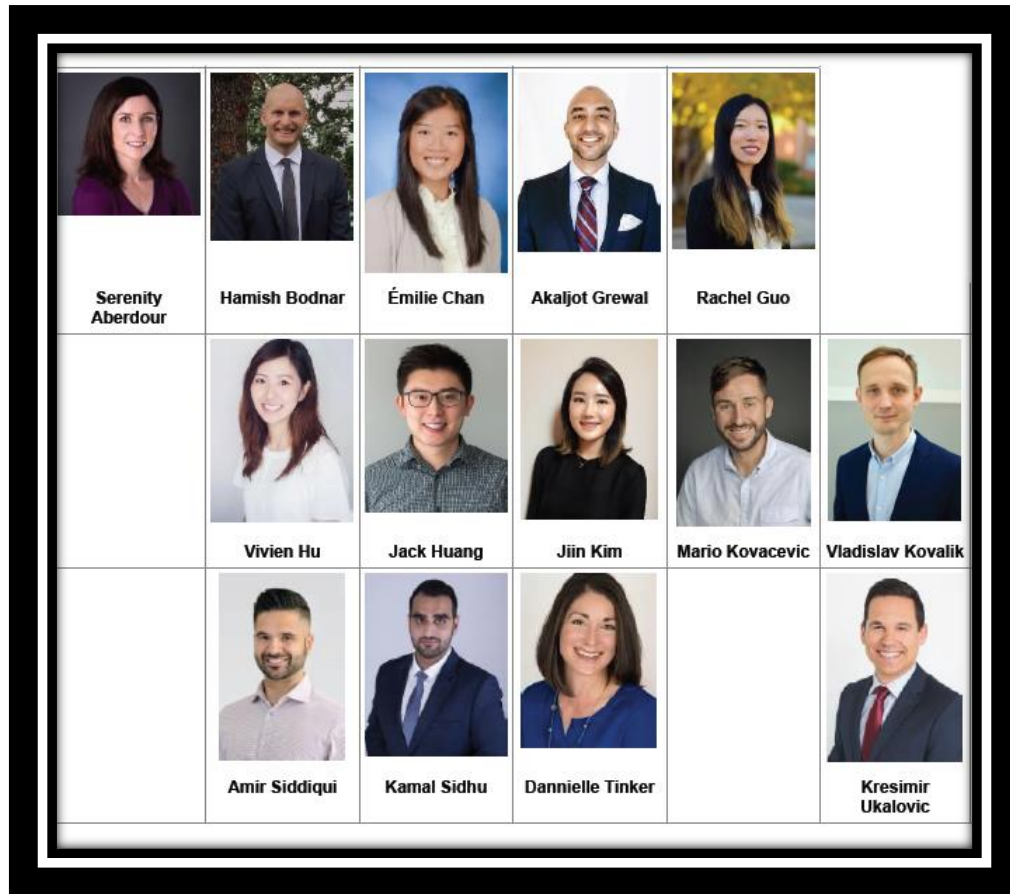 Serenity
Aberdour
Hamish Bodnar
Émilie Chan
Akaljot Grewal
Rachel Guo
Vivien Hu
Jack Huang
Jiin Kim
Mario Kovacevic
Vladislav Kovalik
Amir Siddiqui
Kamal Sidhu
Dannielle Tinker
Kresimir
Ukalovic